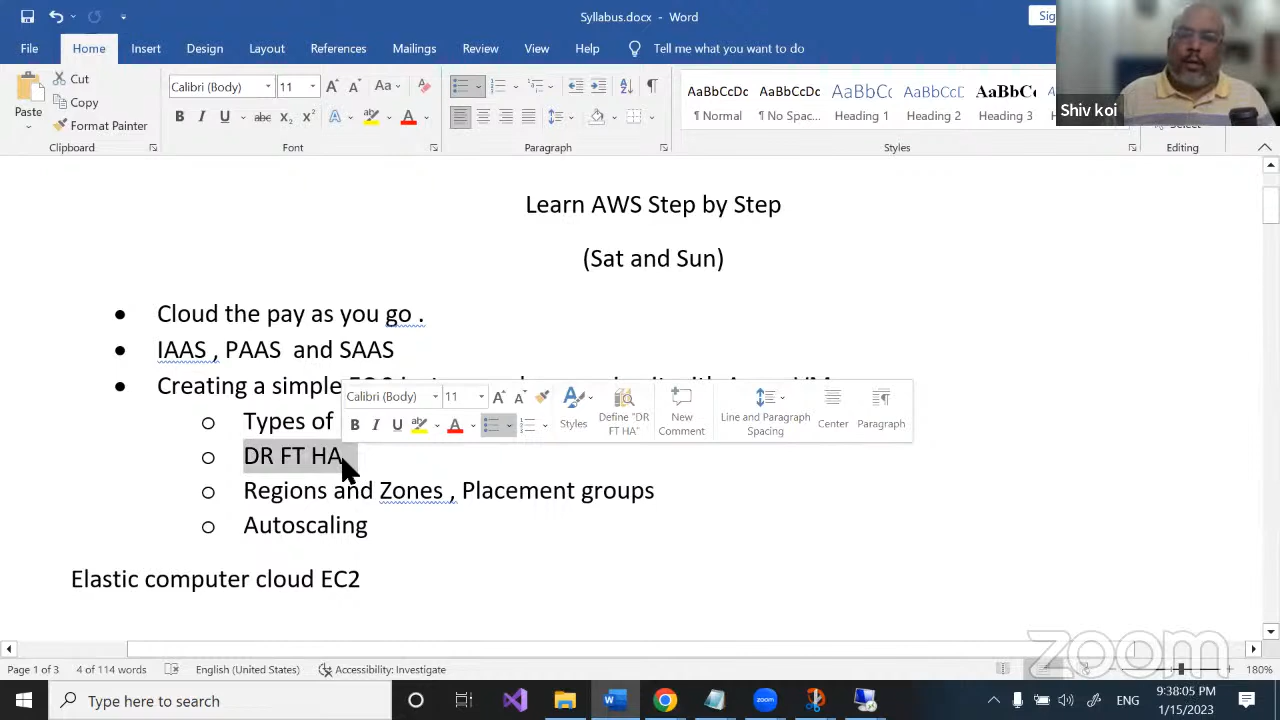 Syllabus.docx - Word
Sig
File Home Insert Design Layout References Mailings Review View Help Tell me what you want to do
Paste
Cut
Copy
Format Painter
Calibri (Body) 11
AaBbCcDc AaBbCcDc AaBbCc AaBbCcD AaBbCc
¶ Normal ¶ No Spac... Heading 1 Heading 2 Heading 3
Shiv koi
Clipboard Font Paragraph Styles Editing
Learn AWS Step by Step
(Sat and Sun)
• Cloud the pay as you go .
• IAAS , PAAS and SAAS
• Creating a simple
o Types of
o DR FT HA
o Regions and Zones , Placement groups
o Autoscaling
Elastic computer cloud EC2
Calibri (Body) 11
Styles
Define "DR FT HA"
New Comment
Line and Paragraph Spacing
Center
Paragraph
zoom
Page 1 of 3 4 of 114 words English (United States) Accessibility: Investigate 180%
Type here to search
zoom
ENG
9:38:05 PM
1/15/2023